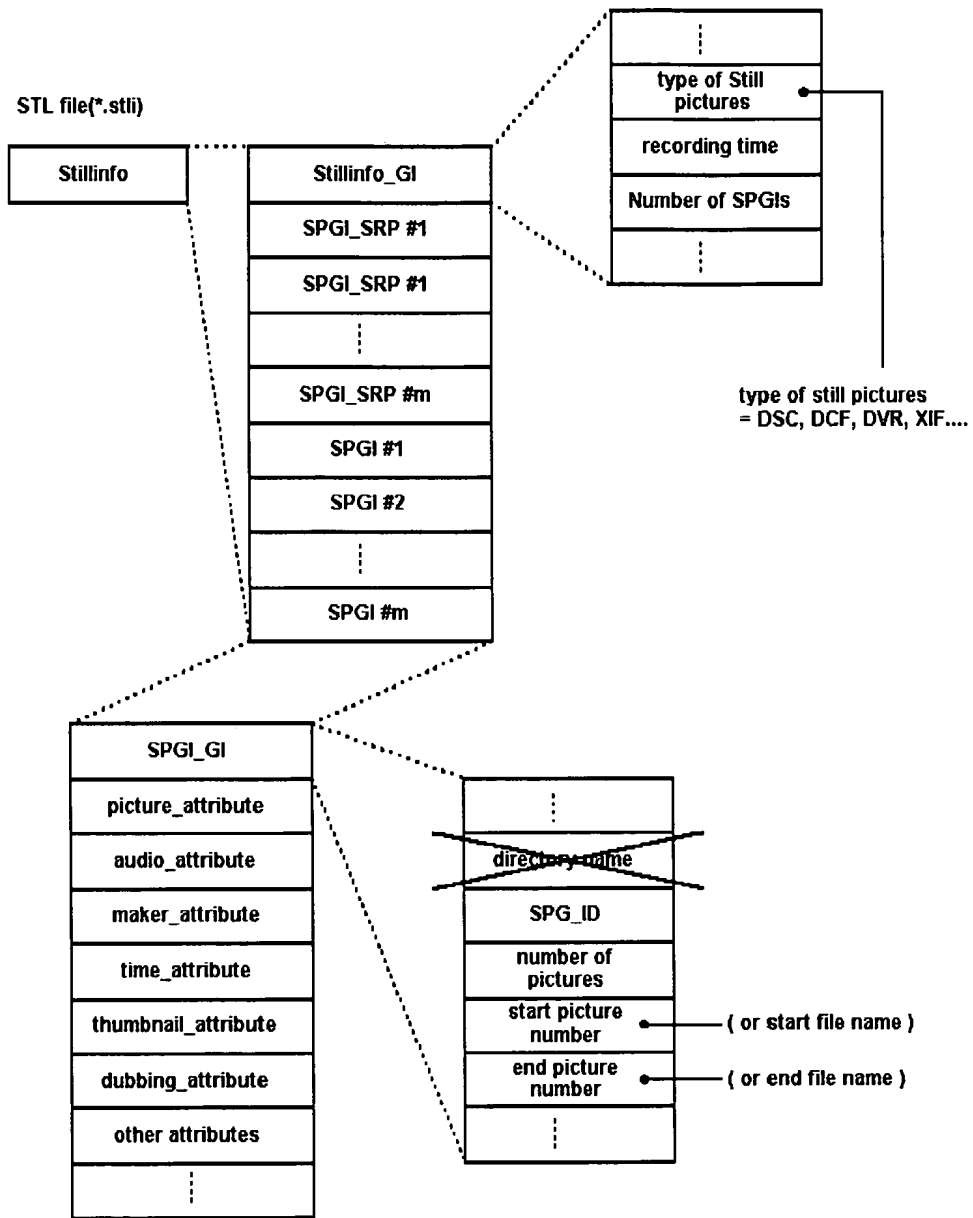 STL file(*.stli)
Stillinfo
Stillinfo_GI
SPGI_SRP #1
SPGI_SRP #1
SPGI_SRP #m
SPGI #1
SPGI #2
SPGI #m
type of Still
pictures
recording time
Number of SPGIs
type of still pictures
= DSC, DCF, DVR, XIF....
SPGI_GI
picture_attribute
audio_attribute
maker_attribute
time_attribute
thumbnail_attribute
dubbing_attribute
other attributes
directory name
SPG_ID
number of
pictures
start picture
number
( or start file name )
end picture
number
( or end file name )